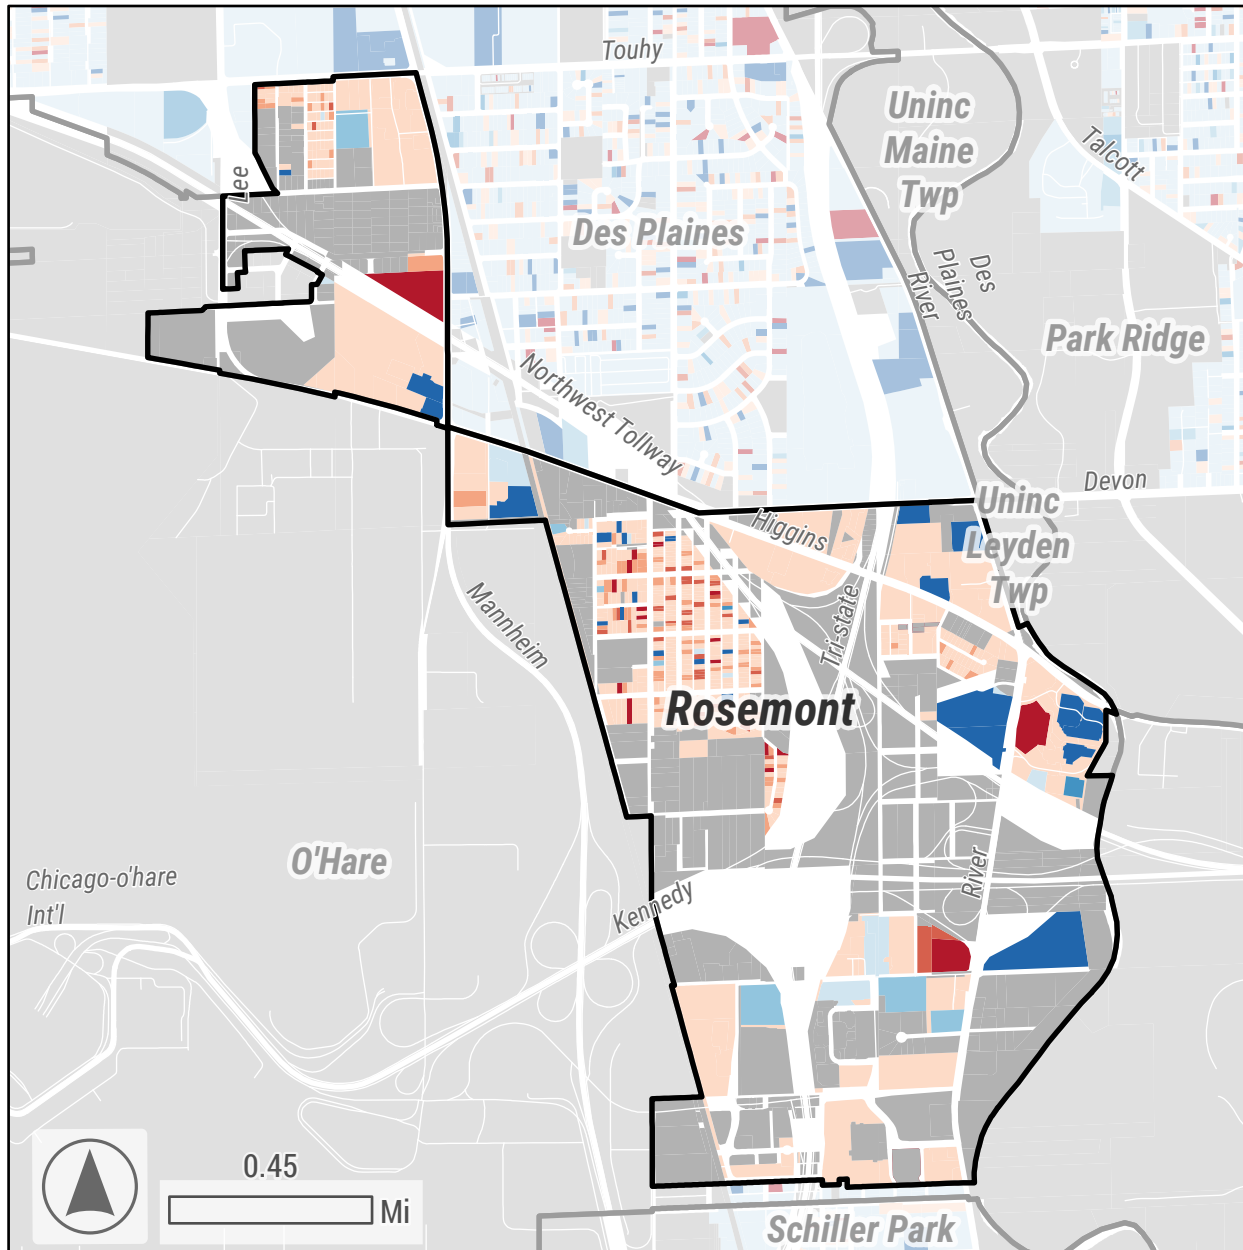 Touhy
Uninc
Maine
Twp
Talcott
Lee
Des Plaines
Des
Plaines
River
Park Ridge
Northwest Tollway
Devon
Uninc
Leyden
Twp
Higgins
Mannheim
Tri-state
Rosemont
O'Hare
Chicago-o'hare
Int'l
Kennedy
River
0.45
Mi
Schiller Park